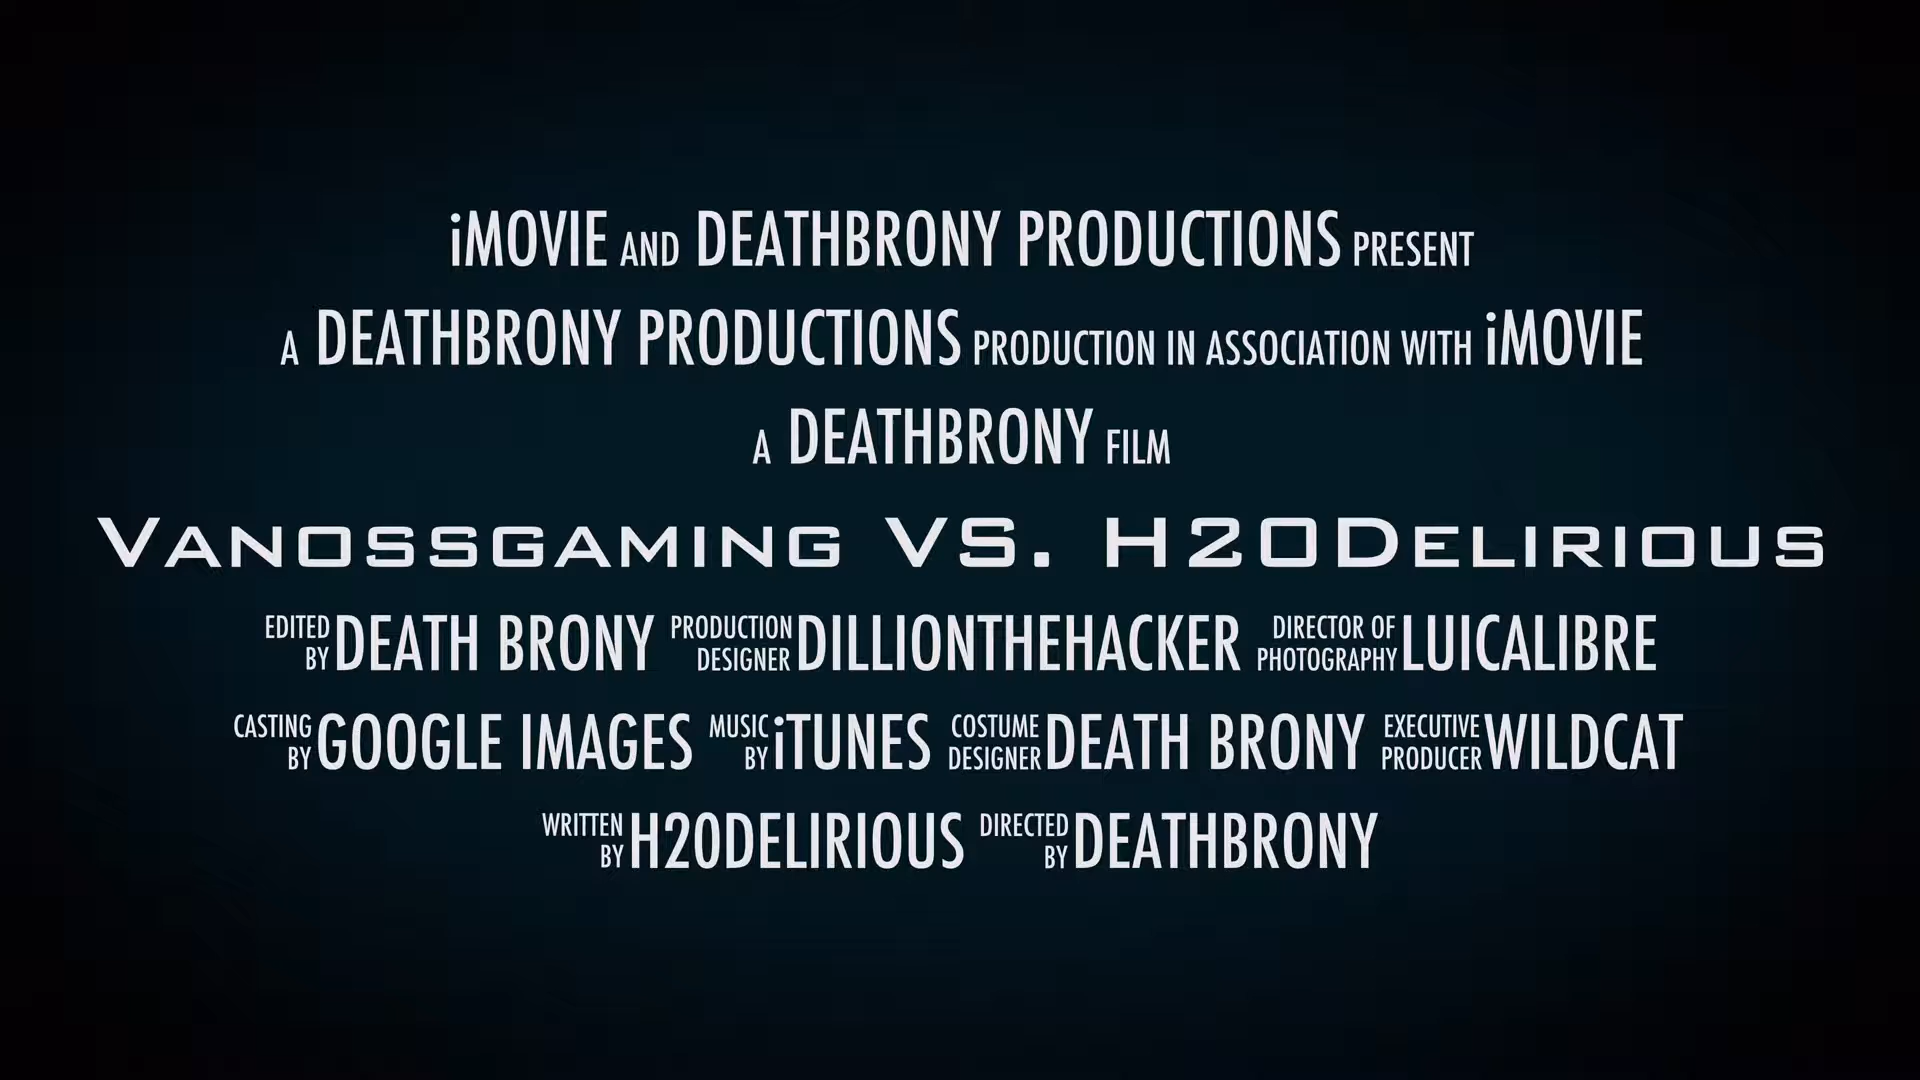 iMOVIE AND DEATHBRONY PRODUCTIONS PRESENT
A DEATHBRONY PRODUCTIONS PRODUCTION IN ASSOCIATION WITH iMOVIE
A DEATHBRONY FILM
VANOSSGAMING VS. H20DELIRIOUS
EDITED BY DEATH BRONY PRODUCTION DESIGNER DILLIONTHEHACKER DIRECTOR OF PHOTOGRAPHY LUICALIBRE
CASTING BY GOOGLE IMAGES MUSIC BY iTUNES COSTUME DESIGNER DEATH BRONY EXECUTIVE PRODUCER WILDCAT
WRITTEN BY H20DELIRIOUS DIRECTED BY DEATHBRONY